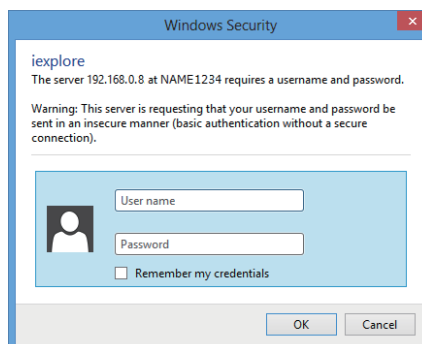 Windows Security
iexplore
The server 192.168.0.8 at NAME1234 requires a username and password.
Warning: This server is requesting that your username and password be
sent in an insecure manner (basic authentication without a secure
connection).
User name
Password
Remember my credentials
OK Cancel